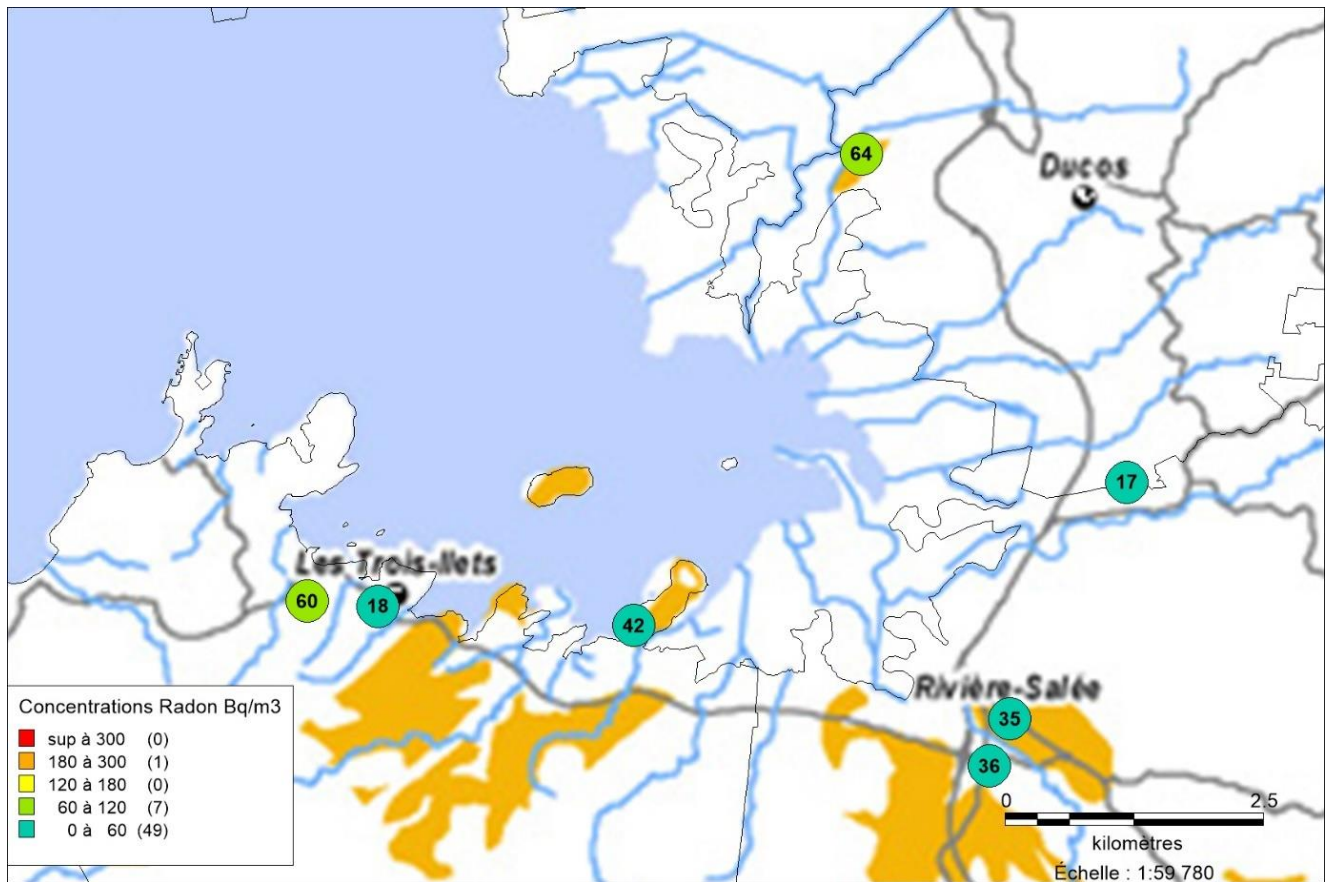 64
Ducos
17
Les Trois-Ilets
60
18
42
Rivière-Salée
35
36
Concentrations Radon Bq/m3
sup à 300 (0)
180 à 300 (1)
120 à 180 (0)
60 à 120 (7)
0 à 60 (49)
0 2.5
kilomètres
Échelle : 1:59 780